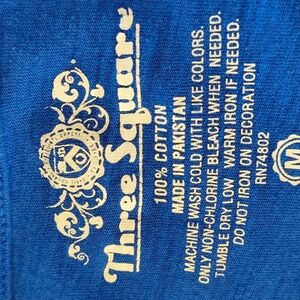 Three Square
100% COTTON
MADE IN PAKISTAN
MACHINE WASH COLD WITH LIKE COLORS.
ONLY NON-CHLORINE BLEACH WHEN NEEDED.
TUMBLE DRY LOW WARM IRON IF NEEDED.
DO NOT IRON ON DECORATION
RN74802
M